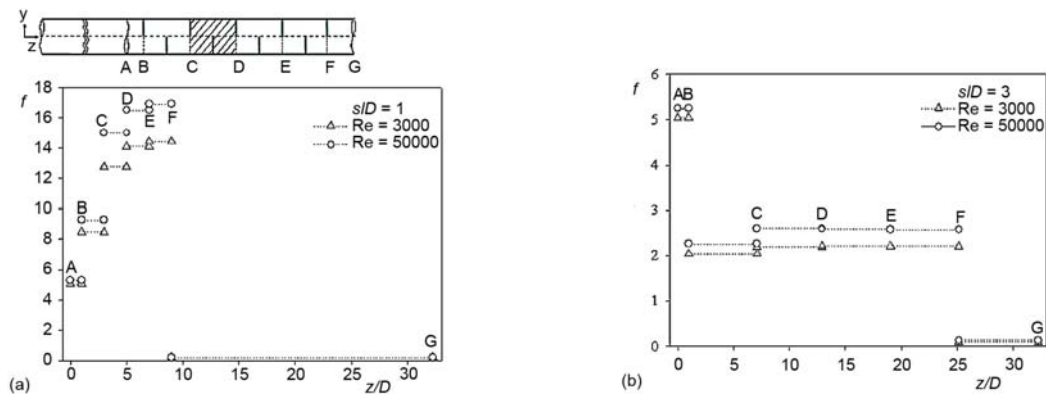 y
z
A B C D E F G
f
18
16
14
12
10
8
6
4
2
0
s/D = 1
Re = 3000
Re = 50000
A
B
C
D
E
F
G
0 5 10 15 20 25 30
z/D
(a)
f
6
5
4
3
2
1
0
s/D = 3
Re = 3000
Re = 50000
AB
C D E F
G
0 5 10 15 20 25 30
z/D
(b)